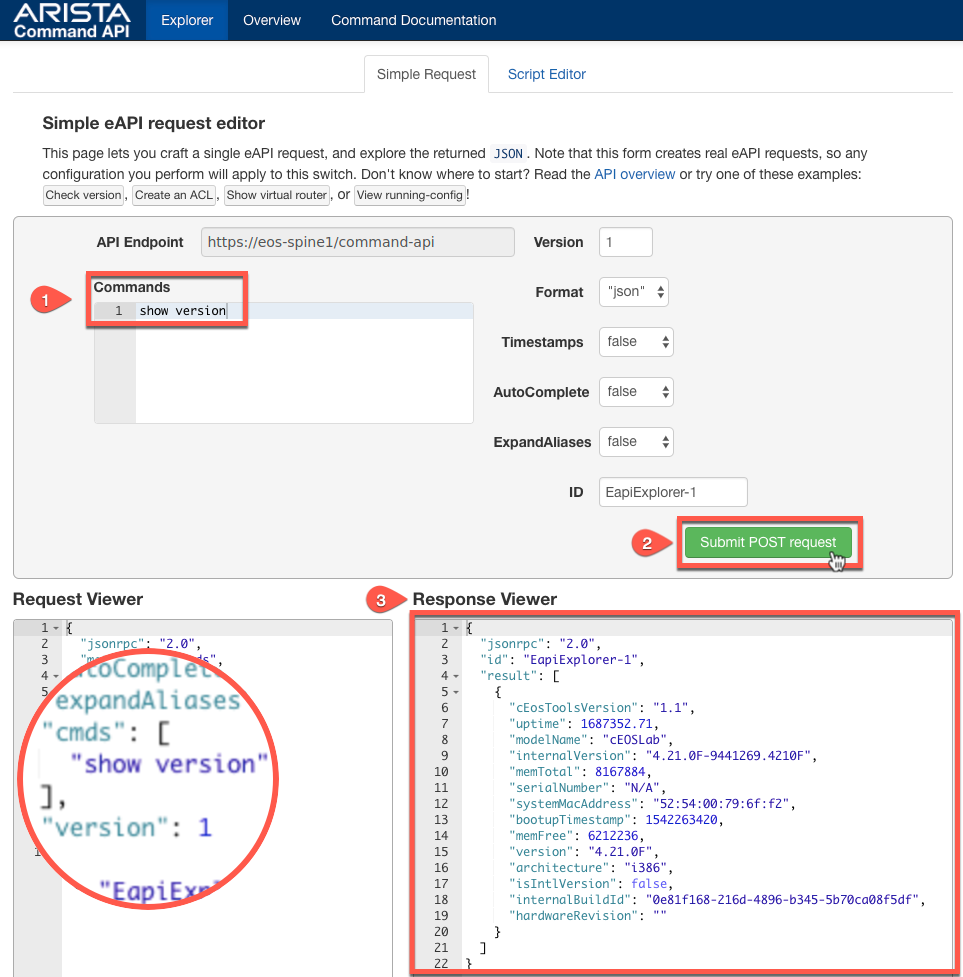 ARISTA
Command API
Explorer
Overview
Command Documentation
Simple Request
Script Editor
Simple eAPI request editor
This page lets you craft a single eAPI request, and explore the returned JSON. Note that this form creates real eAPI requests, so any
configuration you perform will apply to this switch. Don't know where to start? Read the API overview or try one of these examples:
Check version, Create an ACL, Show virtual router, or View running-config!
API Endpoint https://eos-spine1/command-api Version 1
1
Commands
1 show version
Format "json"
Timestamps false
AutoComplete false
ExpandAliases false
ID EapiExplorer-1
2
Submit POST request
Request Viewer
1 {
2 "jsonrpc": "2.0",
3
4
5
expandAliases
"cmds": [
"show version"
],
"version": 1
3
Response Viewer
1 {
2 "jsonrpc": "2.0",
3 "id": "EapiExplorer-1",
4 "result": [
5 {
6 "cEosToolsVersion": "1.1",
7 "uptime": 1687352.71,
8 "modelName": "cEOSLab",
9 "internalVersion": "4.21.0F-9441269.4210F",
10 "memTotal": 8167884,
11 "serialNumber": "N/A",
12 "systemMacAddress": "52:54:00:79:6f:f2",
13 "bootupTimestamp": 1542263420,
14 "memFree": 6212236,
15 "version": "4.21.0F",
16 "architecture": "i386",
17 "isIntlVersion": false,
18 "internalBuildId": "0e81f168-216d-4896-b345-5b70ca08f5df",
19 "hardwareRevision": ""
20 }
21 ]
22 }